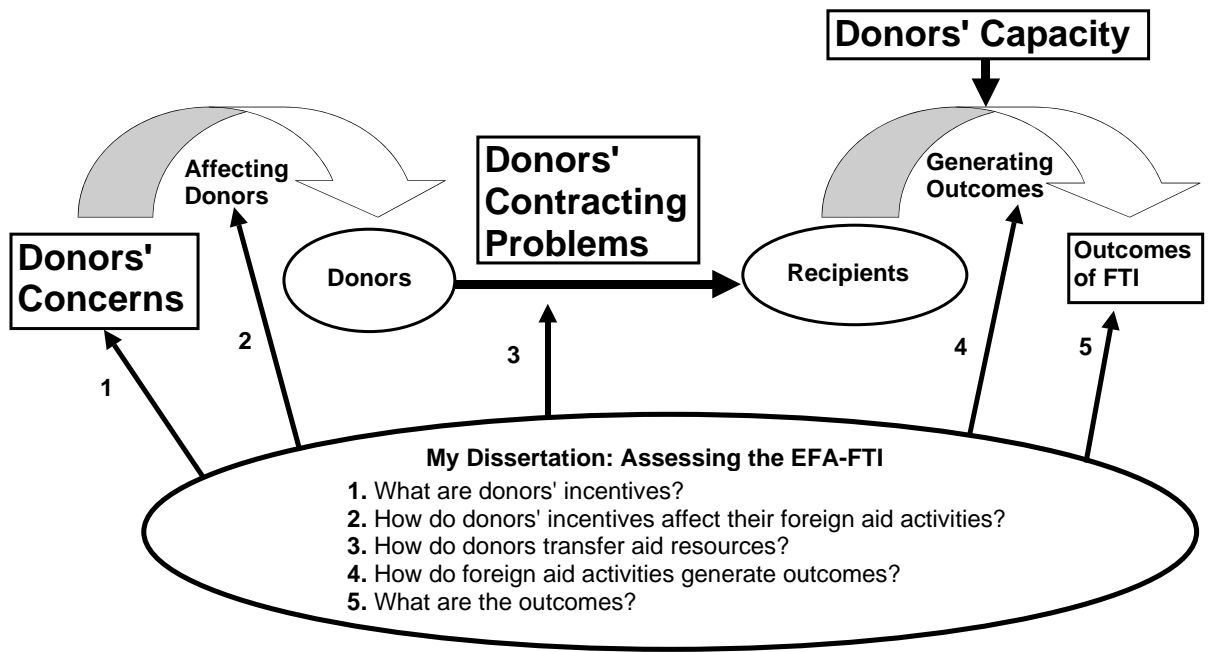 Donors' Capacity
Affecting
Donors
Donors'
Contracting
Problems
Generating
Outcomes
Donors'
Concerns
Donors
Recipients
Outcomes
of FTI
1
2
3
4
5
My Dissertation: Assessing the EFA-FTI
1. What are donors' incentives?
2. How do donors' incentives affect their foreign aid activities?
3. How do donors transfer aid resources?
4. How do foreign aid activities generate outcomes?
5. What are the outcomes?